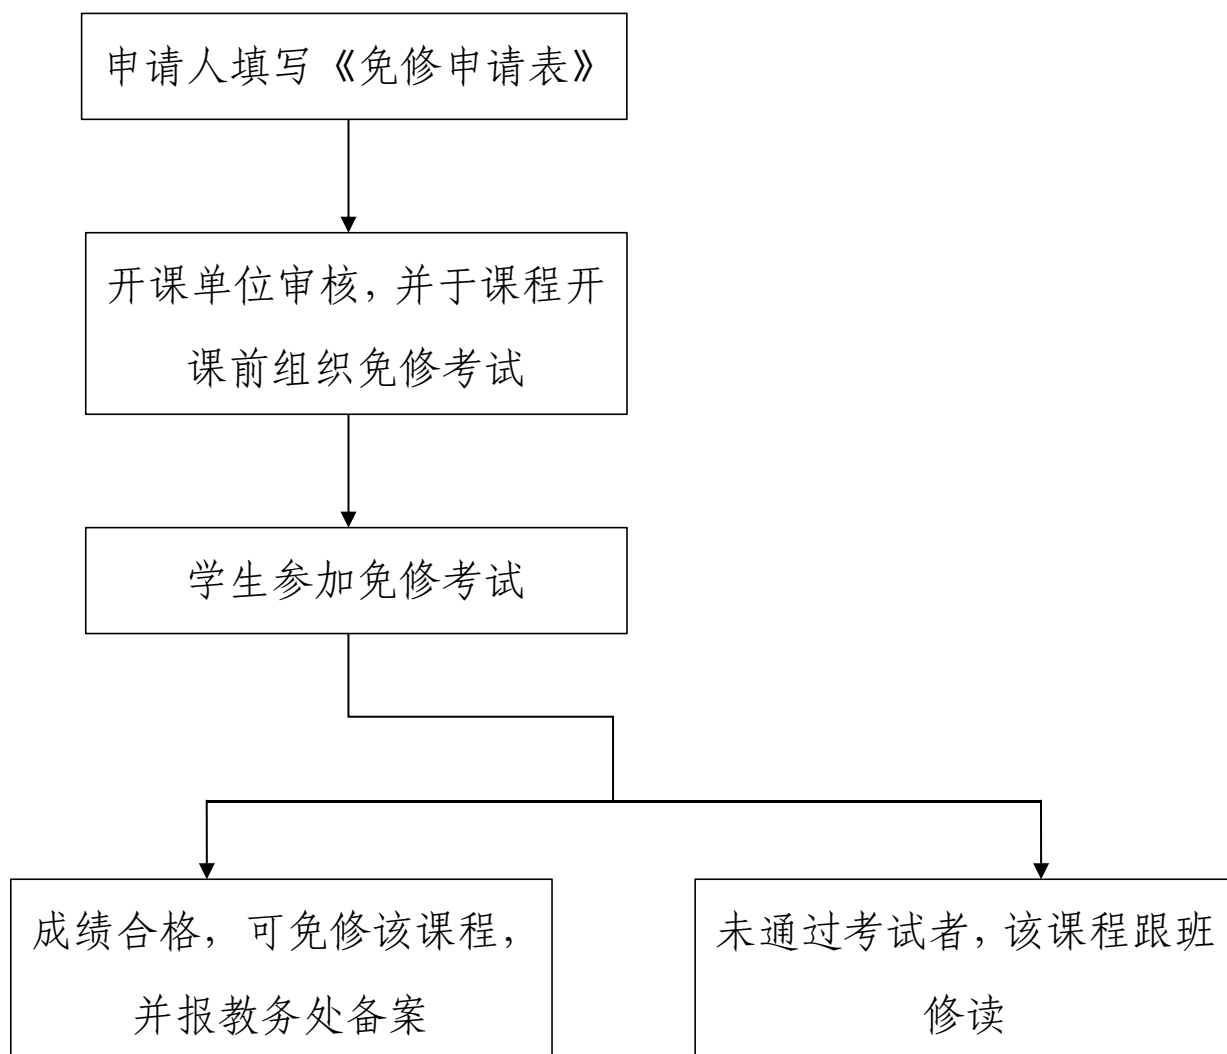 申请人填写《免修申请表》
开课单位审核，并于课程开
课前组织免修考试
学生参加免修考试
成绩合格，可免修该课程，
并报教务处备案
未通过考试者，该课程跟班
修读